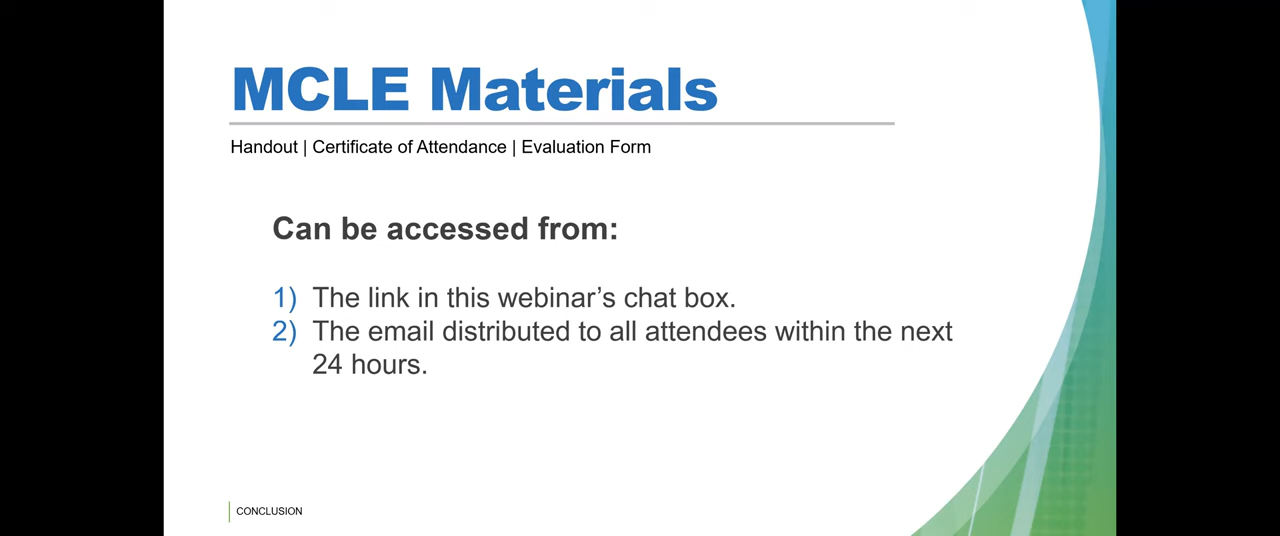 MCLE Materials
Handout | Certificate of Attendance | Evaluation Form
Can be accessed from:
1) The link in this webinar’s chat box.
2) The email distributed to all attendees within the next
24 hours.
CONCLUSION